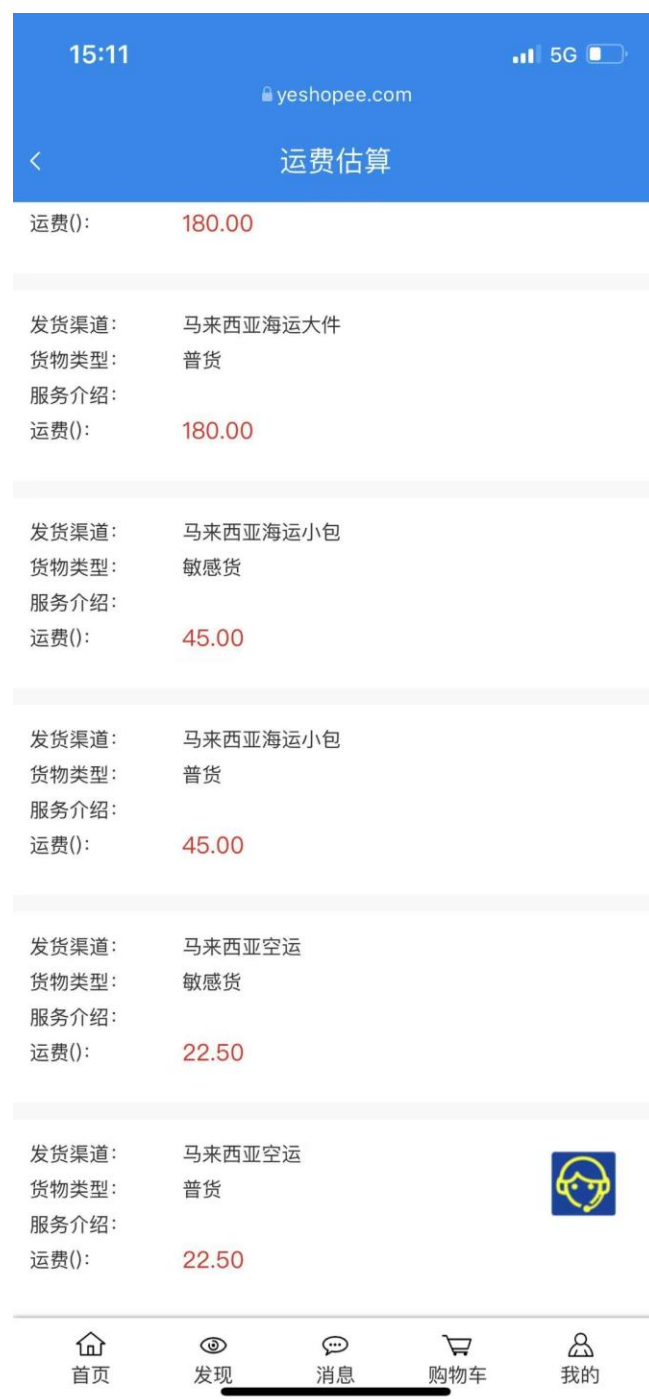 15:11 5G
yeshopee.com
运费估算
运费(): 180.00
发货渠道: 马来西亚海运大件
货物类型: 普货
服务介绍:
运费(): 180.00
发货渠道: 马来西亚海运小包
货物类型: 敏感货
服务介绍:
运费(): 45.00
发货渠道: 马来西亚海运小包
货物类型: 普货
服务介绍:
运费(): 45.00
发货渠道: 马来西亚空运
货物类型: 敏感货
服务介绍:
运费(): 22.50
发货渠道: 马来西亚空运
货物类型: 普货
服务介绍:
运费(): 22.50
首页 发现 消息 购物车 我的